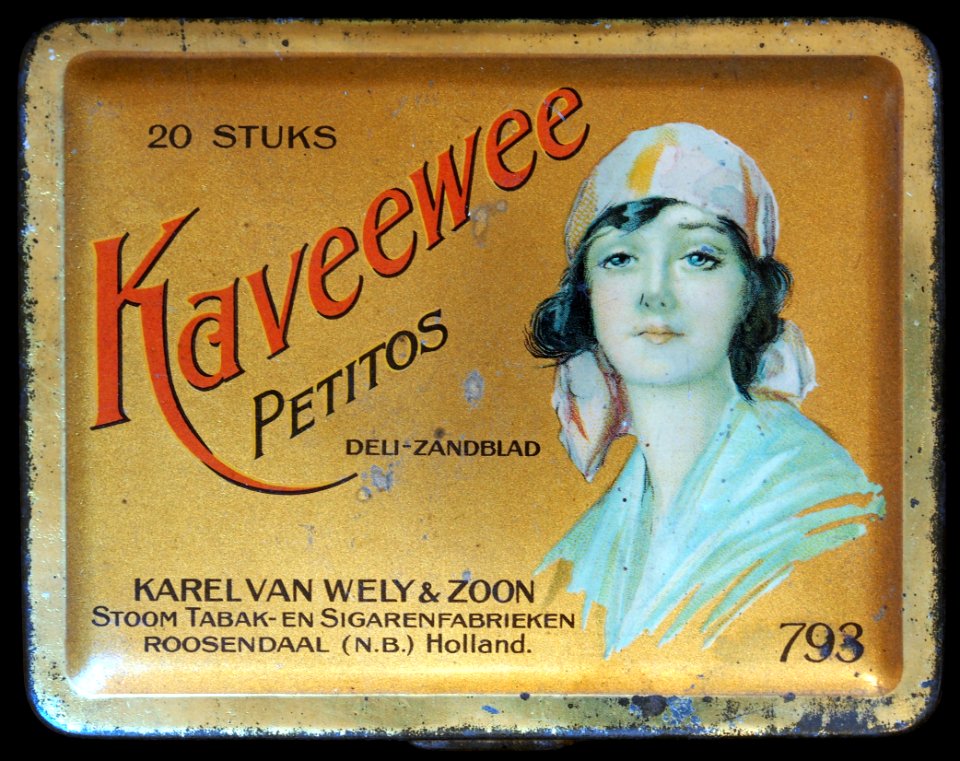 20 STUKS
Kaveewee
PETITOS
DELI-ZANDBLAD
KAREL VAN WELY & ZOON
STOOM TABAK- EN SIGARENFABRIEKEN
ROOSENDAAL (N.B.) Holland.
793